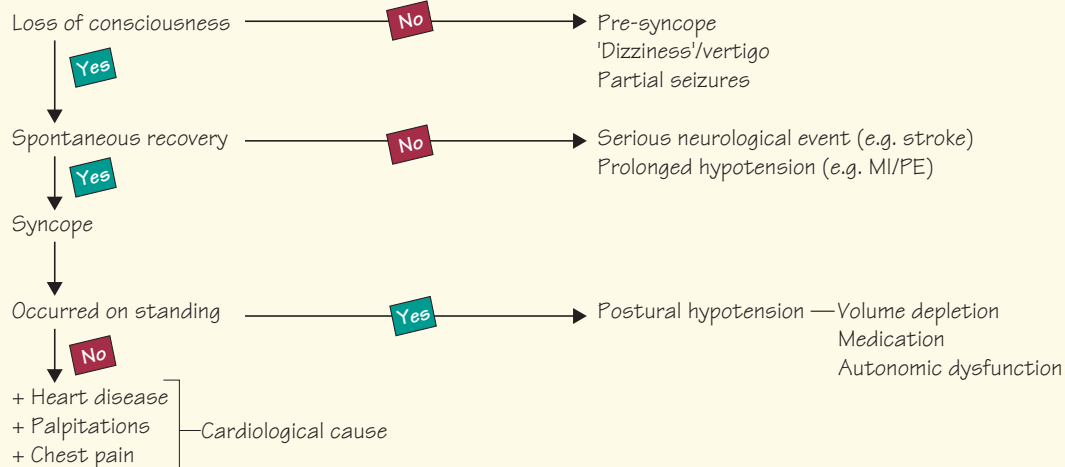 Loss of consciousness
No
Pre-syncope
'Dizziness'/vertigo
Partial seizures
Yes
Spontaneous recovery
No
Serious neurological event (e.g. stroke)
Prolonged hypotension (e.g. MI/PE)
Yes
Syncope
Occurred on standing
Yes
Postural hypotension
Volume depletion
Medication
Autonomic dysfunction
No
+ Heart disease
+ Palpitations
+ Chest pain
Cardiological cause